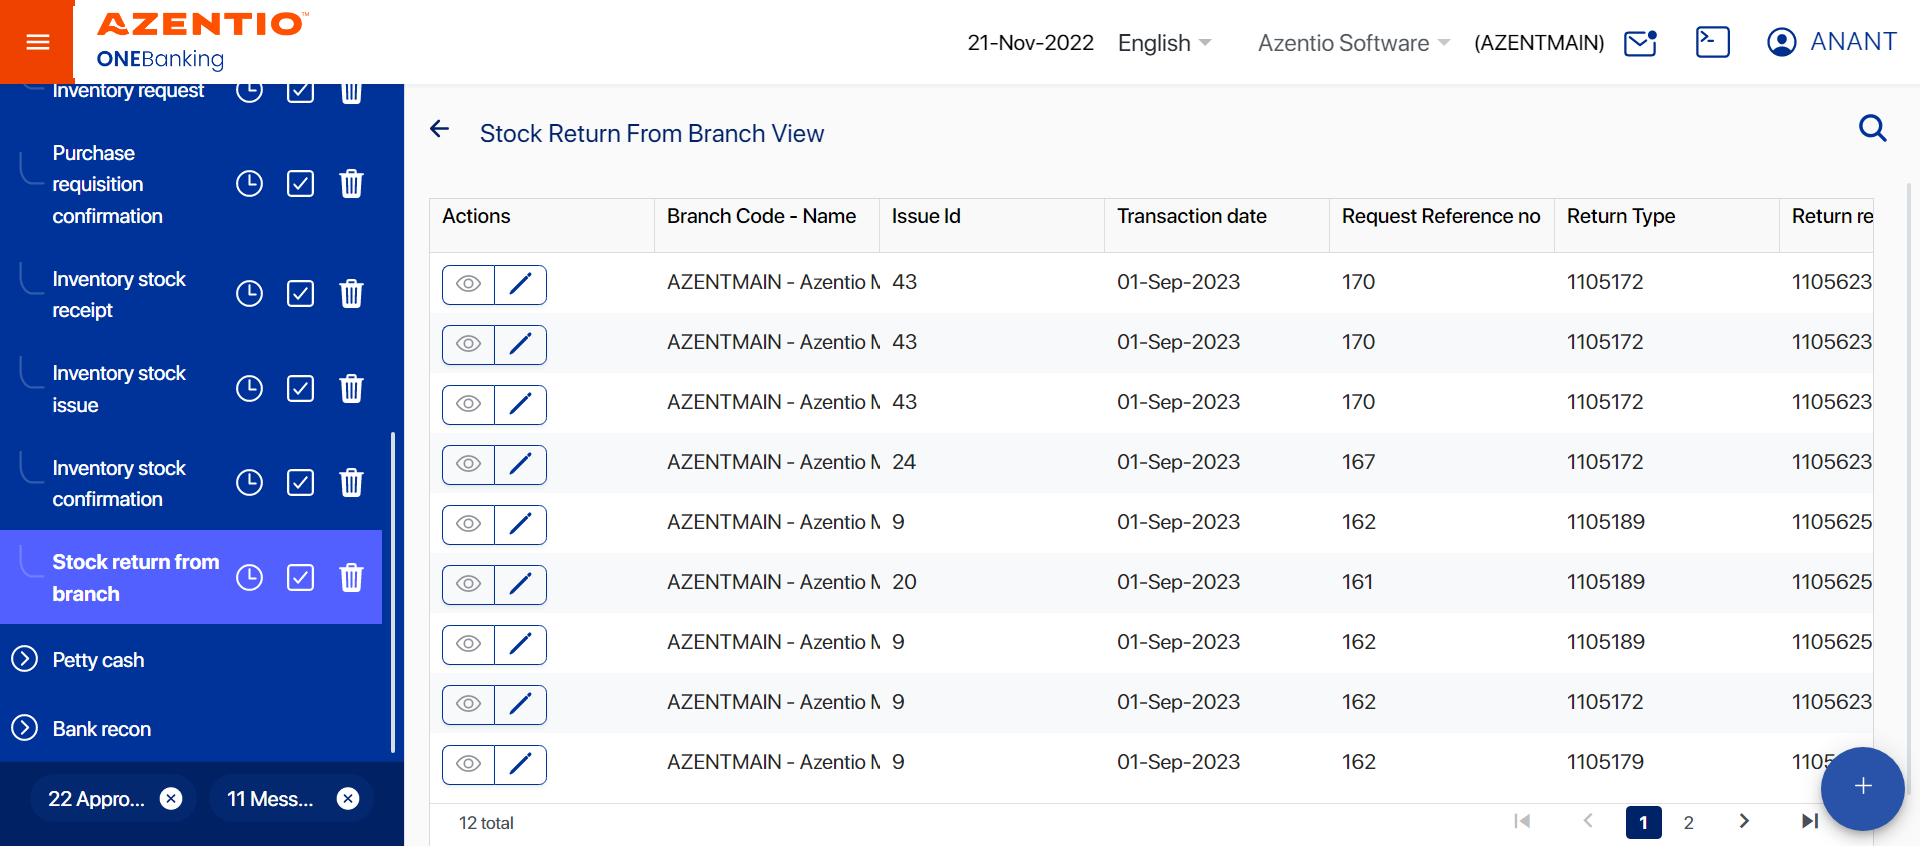 AZENTIO™
ONEBanking
21-Nov-2022 English Azentio Software (AZENTMAIN) ANANT
Inventory request
Purchase
requisition
confirmation
Inventory stock
receipt
Inventory stock
issue
Inventory stock
confirmation
Stock return from
branch
Petty cash
Bank recon
22 Appro...
11 Mess...
Stock Return From Branch View
Actions Branch Code - Name Issue Id Transaction date Request Reference no Return Type Return re
AZENTMAIN - Azentio M 43 01-Sep-2023 170 1105172 1105623
AZENTMAIN - Azentio M 43 01-Sep-2023 170 1105172 1105623
AZENTMAIN - Azentio M 43 01-Sep-2023 170 1105172 1105623
AZENTMAIN - Azentio M 24 01-Sep-2023 167 1105172 1105623
AZENTMAIN - Azentio M 9 01-Sep-2023 162 1105189 1105625
AZENTMAIN - Azentio M 20 01-Sep-2023 161 1105189 1105625
AZENTMAIN - Azentio M 9 01-Sep-2023 162 1105189 1105625
AZENTMAIN - Azentio M 9 01-Sep-2023 162 1105172 1105623
AZENTMAIN - Azentio M 9 01-Sep-2023 162 1105179
12 total
1 2